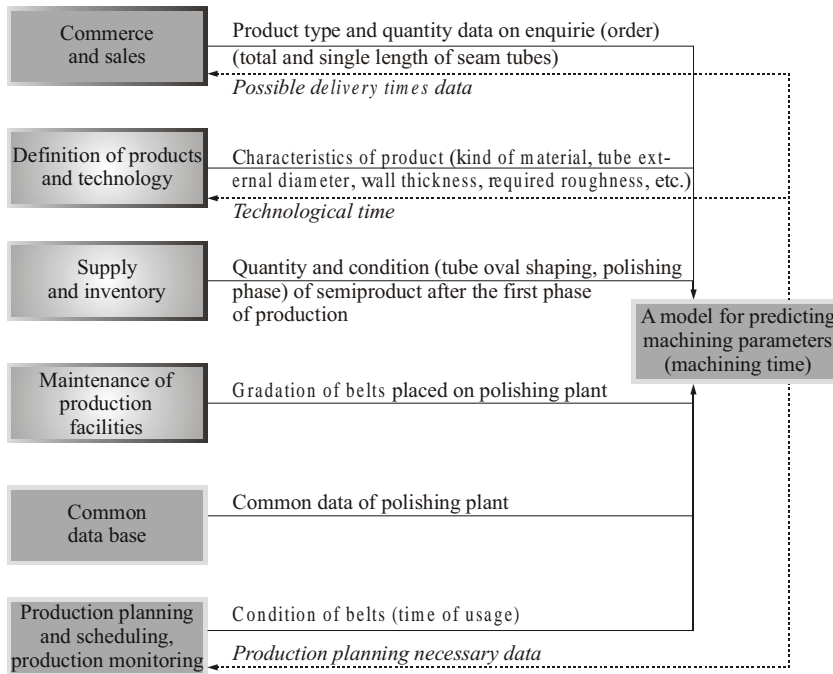 Commerce
and sales
Product type and quantity data on enquirie (order)
(total and single length of seam tubes)
Possible delivery times data
Definition of products
and technology
Characteristics of product (kind of material, tube ext-
ernal diameter, wall thickness, required roughness, etc.)
Technological time
Supply
and inventory
Quantity and condition (tube oval shaping, polishing
phase) of semiproduct after the first phase
of production
A model for predicting
machining parameters
(machining time)
Maintenance of
production
facilities
Gradation of belts placed on polishing plant
Common
data base
Common data of polishing plant
Production planning
and scheduling,
production monitoring
Condition of belts (time of usage)
Production planning necessary data